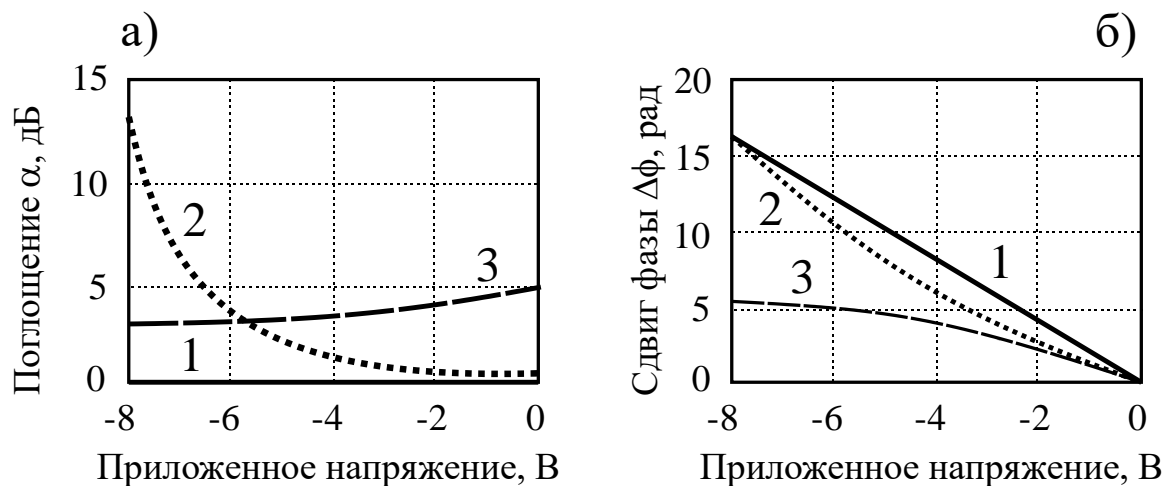 а)
Поглощение α, дБ
15
10
5
0
2
3
1
-8 -6 -4 -2 0
Приложенное напряжение, В
б)
Сдвиг фазы Δϕ, рад
20
15
10
5
0
2
1
3
-8 -6 -4 -2 0
Приложенное напряжение, В